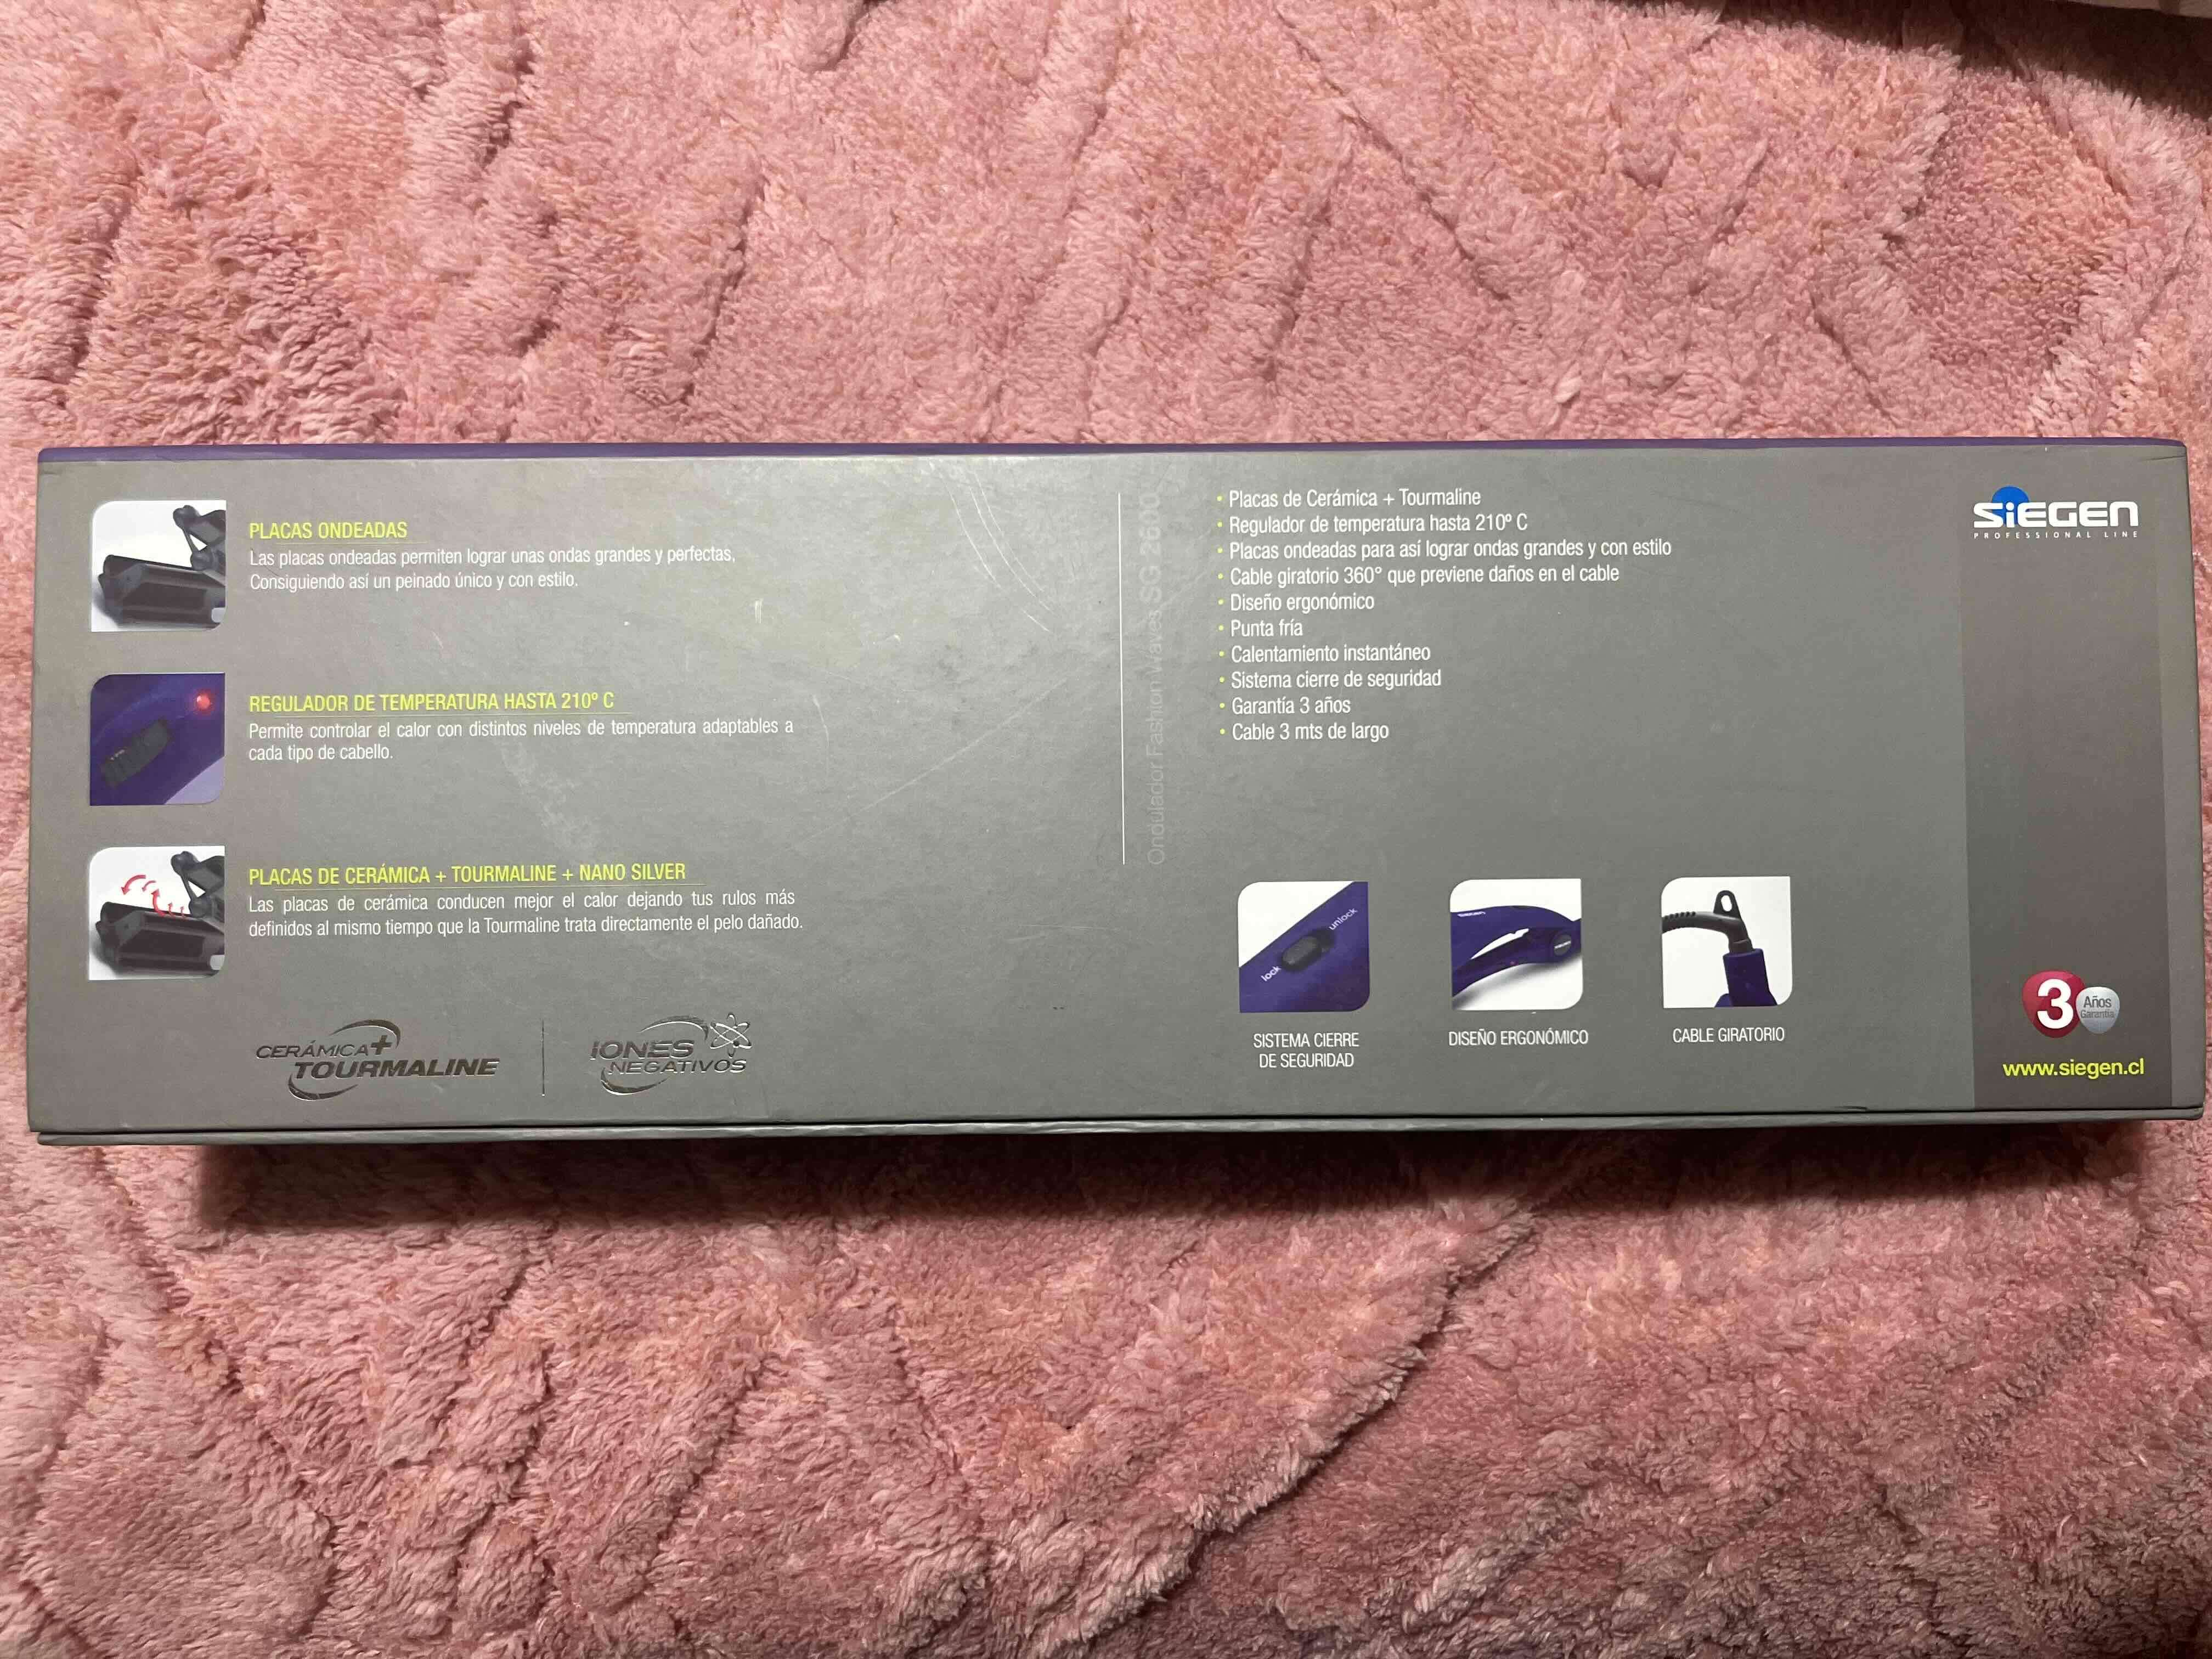 PLACAS ONDEADAS
Las placas ondeadas permiten lograr unas ondas grandes y perfectas,
Consiguiendo así un peinado único y con estilo.
REGULADOR DE TEMPERATURA HASTA 210º C
Permite controlar el calor con distintos niveles de temperatura adaptables a
cada tipo de cabello.
PLACAS DE CERÁMICA + TOURMALINE + NANO SILVER
Las placas de cerámica conducen mejor el calor dejando tus rulos más
definidos al mismo tiempo que la Tourmaline trata directamente el pelo dañado.
CERÁMICA+
TOURMALINE
IONES
NEGATIVOS
Ondulador Fashion Waves SG 2600
• Placas de Cerámica + Tourmaline
• Regulador de temperatura hasta 210º C
• Placas ondeadas para así lograr ondas grandes y con estilo
• Cable giratorio 360° que previene daños en el cable
• Diseño ergonómico
• Punta fría
• Calentamiento instantáneo
• Sistema cierre de seguridad
• Garantía 3 años
• Cable 3 mts de largo
lock
unlock
SISTEMA CIERRE
DE SEGURIDAD
SIEGEN
DISEÑO ERGONÓMICO
CABLE GIRATORIO
SiEGEN
PROFESSIONAL LINE
3 Años
Garantía
www.siegen.cl